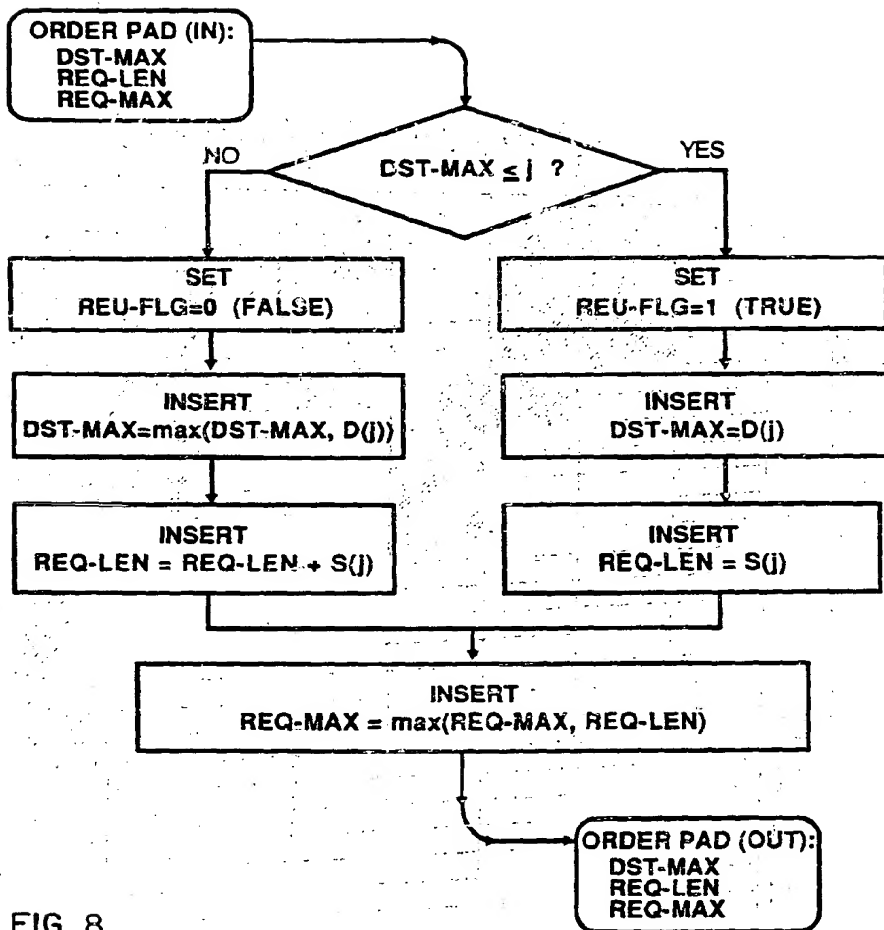 ORDER PAD (IN):
DST-MAX
REQ-LEN
REQ-MAX
DST-MAX ≤ j ?
NO
YES
SET
REU-FLG=0 (FALSE)
SET
REU-FLG=1 (TRUE)
INSERT
DST-MAX=max(DST-MAX, D(j))
INSERT
DST-MAX=D(j)
INSERT
REQ-LEN = REQ-LEN + S(j)
INSERT
REQ-LEN = S(j)
INSERT
REQ-MAX = max(REQ-MAX, REQ-LEN)
ORDER PAD (OUT):
DST-MAX
REQ-LEN
REQ-MAX
FIG. 8